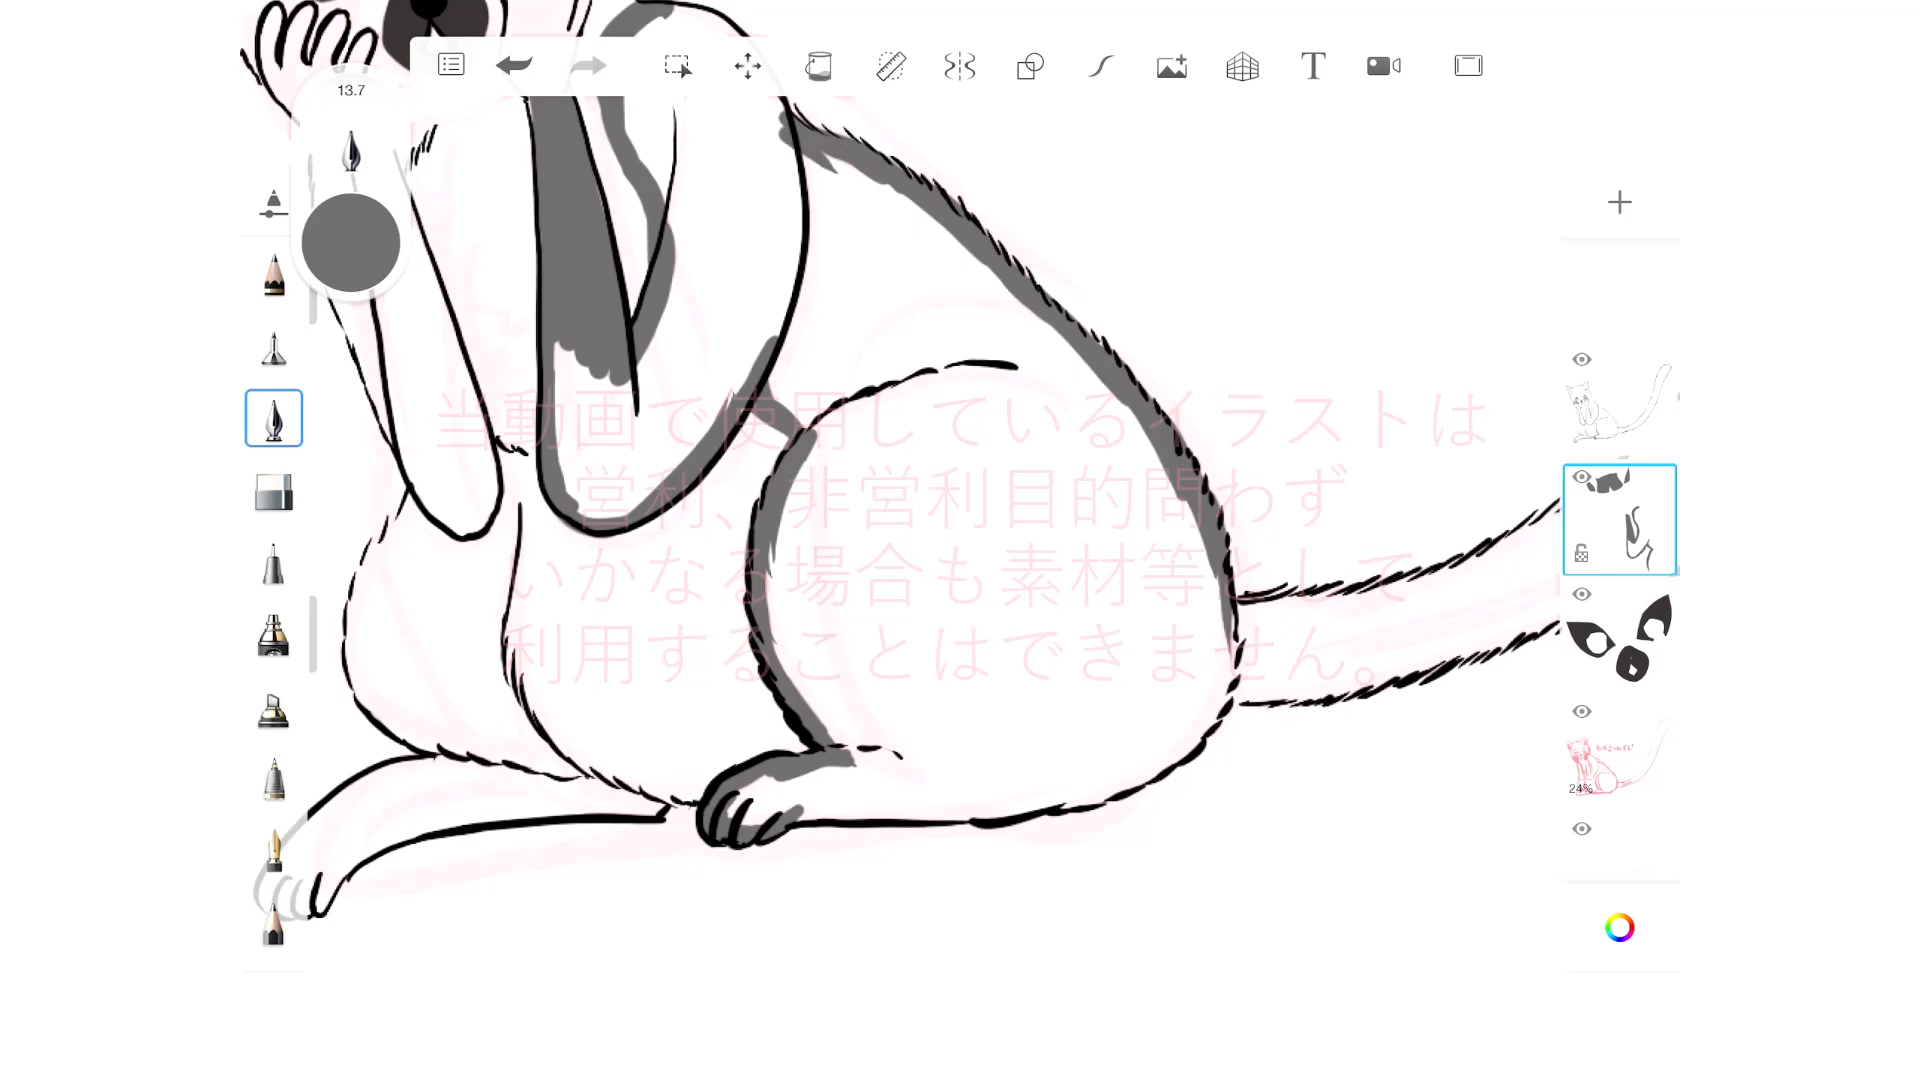 13.7
当動画で使用しているイラストは
営利、非営利目的問わず
いかなる場合も素材等として
利用することはできません。
24%